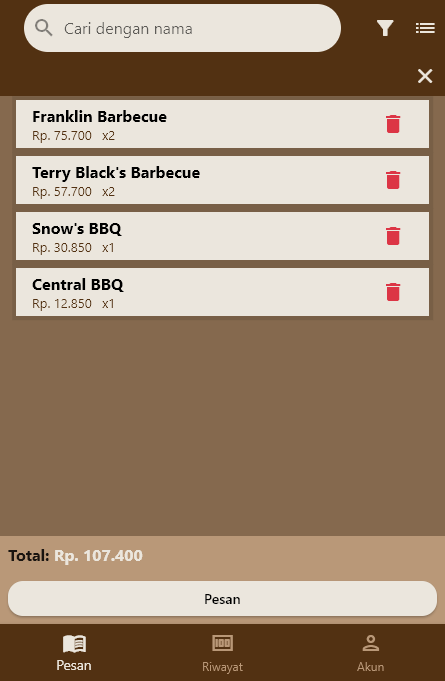 Cari dengan nama
Franklin Barbecue
Rp. 75.700 x2
Terry Black's Barbecue
Rp. 57.700 x2
Snow's BBQ
Rp. 30.850 x1
Central BBQ
Rp. 12.850 x1
Total: Rp. 107.400
Pesan
100
Pesan Riwayat Akun